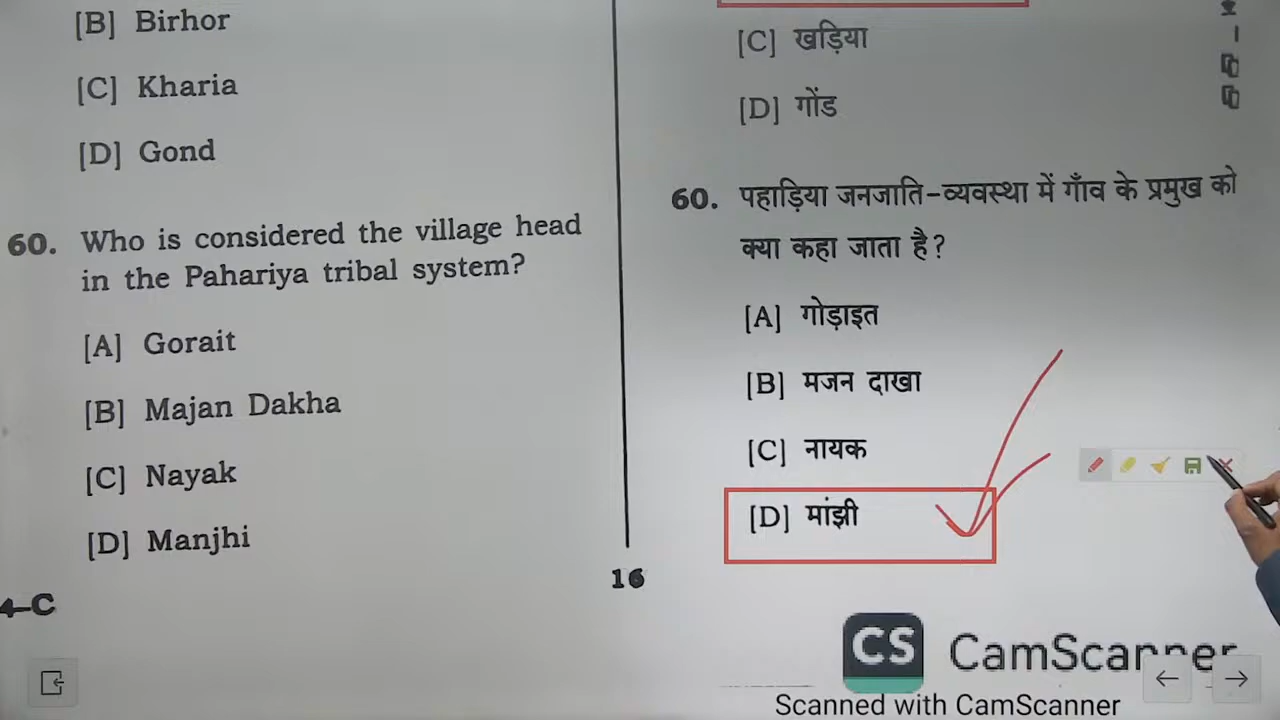 [B] Birhor
[C] Kharia
[D] Gond
60. Who is considered the village head
in the Pahariya tribal system?
[A] Gorait
[B] Majan Dakha
[C] Nayak
[D] Manjhi
4-C
[C] खड़िया
[D] गोंड
60. पहाड़िया जनजाति-व्यवस्था में गाँव के प्रमुख को
क्या कहा जाता है?
[A] गोड़ाइत
[B] मजन दाखा
[C] नायक
[D] मांझी
16
CS CamScanner
Scanned with CamScanner